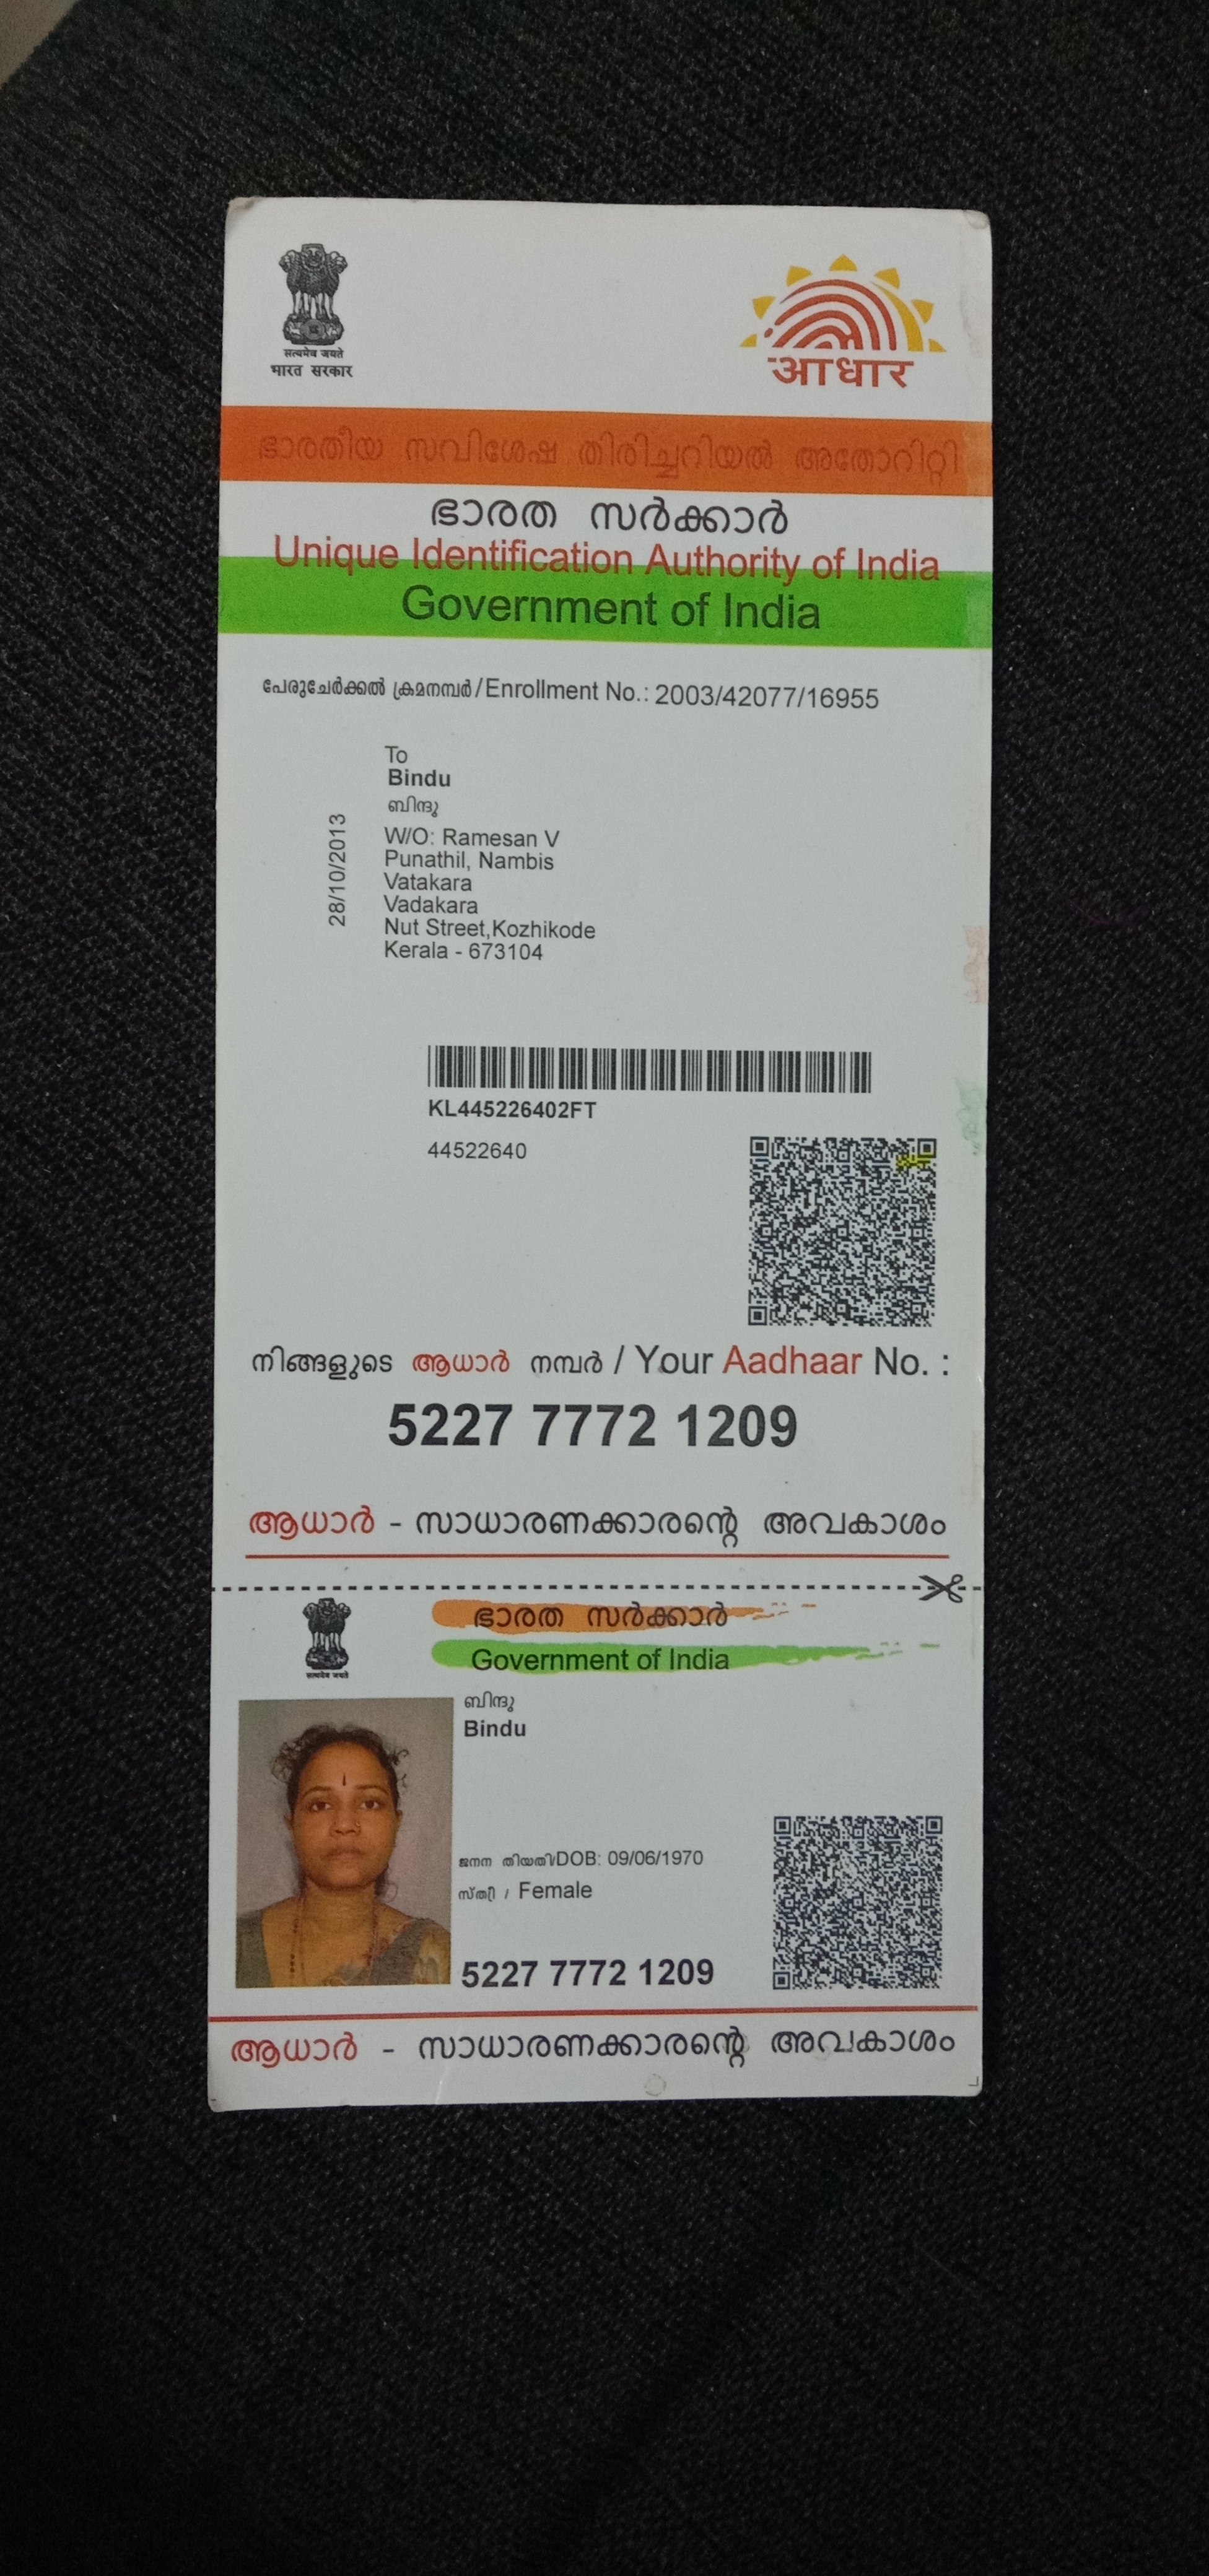 सत्यमेव जयते
भारत सरकार
आधार
ഭാരതീയ സവിശേഷ തിരിച്ചറിയൽ അതോറിറ്റി
ഭാരത സർക്കാർ
Unique Identification Authority of India
Government of India
പേരുചേർക്കൽ ക്രമനമ്പർ/Enrollment No.: 2003/42077/16955
28/10/2013
To
Bindu
ബിന്ദു
W/O: Ramesan V
Punathil, Nambis
Vatakara
Vadakara
Nut Street,Kozhikode
Kerala - 673104
KL445226402FT
44522640
നിങ്ങളുടെ ആധാർ നമ്പർ / Your Aadhaar No. :
5227 7772 1209
ആധാർ - സാധാരണക്കാരന്റെ അവകാശം
सत्यमेव जयते
ഭാരത സർക്കാർ
Government of India
ബിന്ദു
Bindu
ജനന തിയതി/DOB: 09/06/1970
സ്ത്രീ / Female
5227 7772 1209
ആധാർ - സാധാരണക്കാരന്റെ അവകാശം